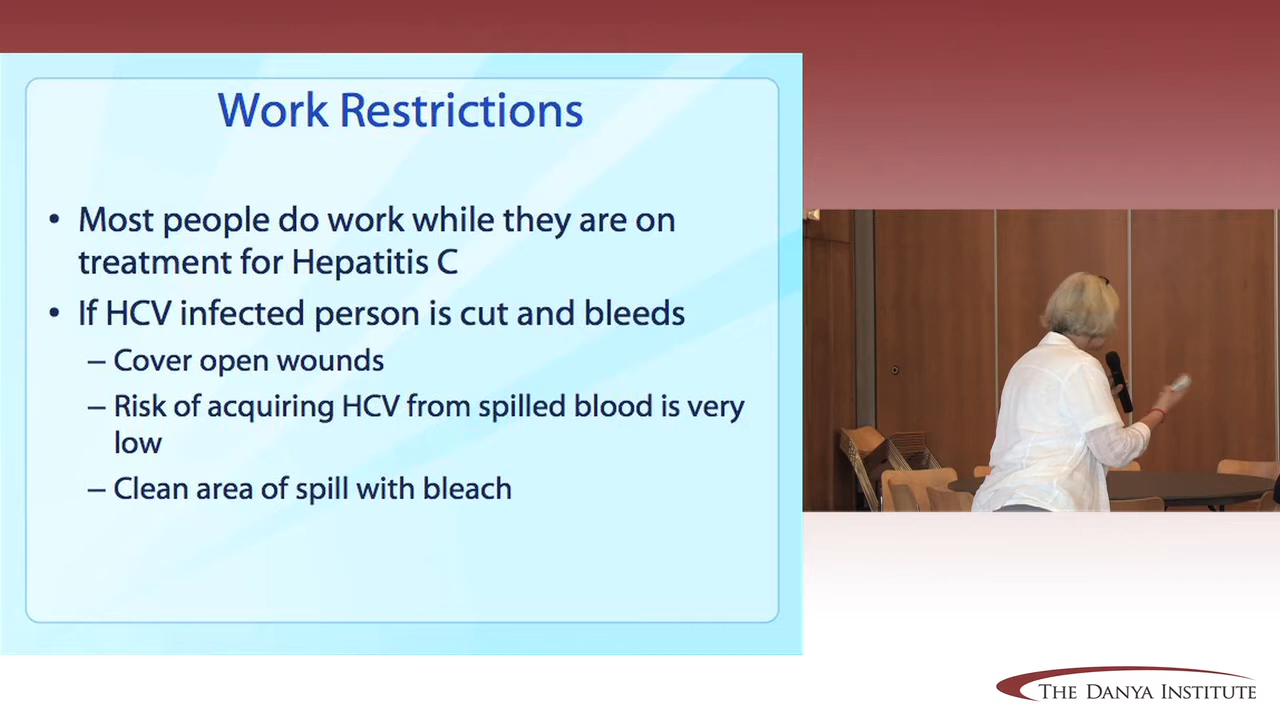 Work Restrictions
• Most people do work while they are on
treatment for Hepatitis C
• If HCV infected person is cut and bleeds
– Cover open wounds
– Risk of acquiring HCV from spilled blood is very
low
– Clean area of spill with bleach
THE DANYA INSTITUTE